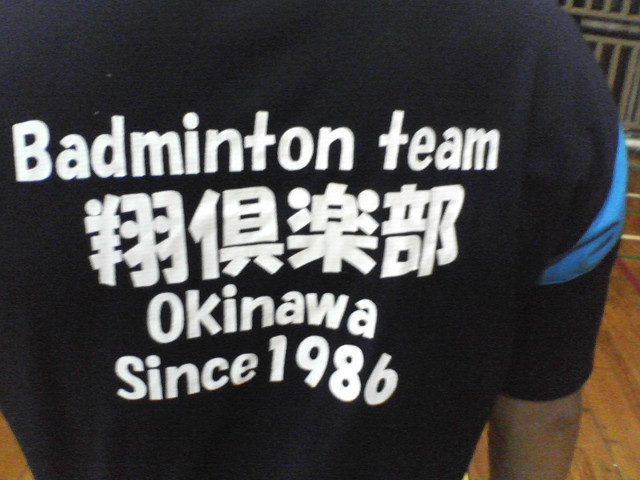 Badminton team
翔倶楽部
Okinawa
Since 1986